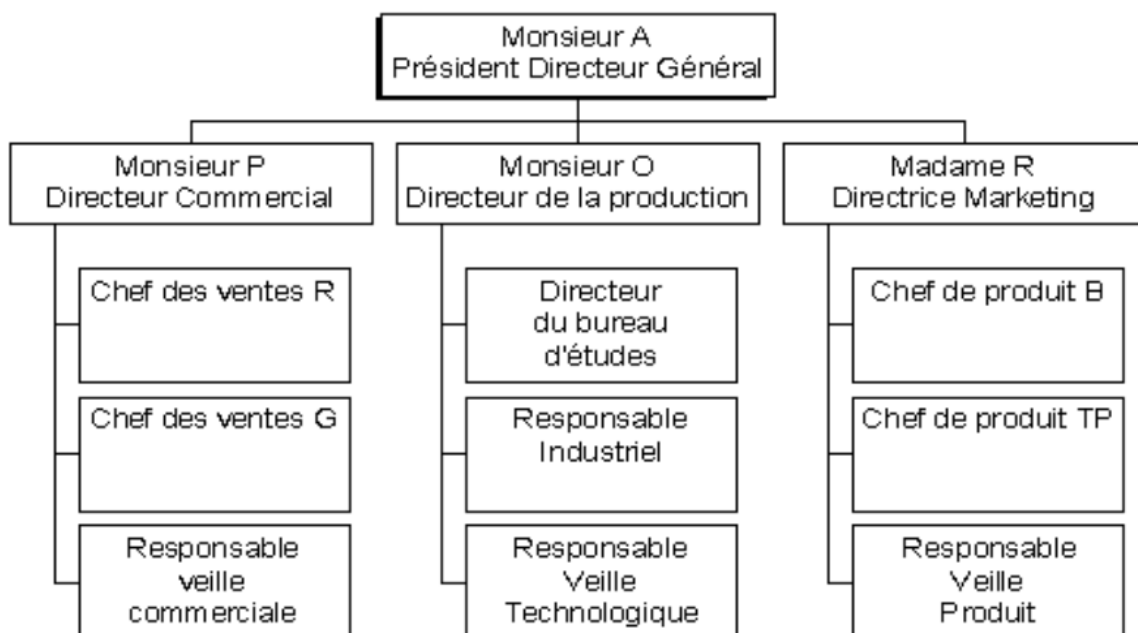 Monsieur A
Président Directeur Général
Monsieur P
Directeur Commercial
Monsieur O
Directeur de la production
Madame R
Directrice Marketing
Chef des ventes R
Directeur
du bureau
d'études
Chef de produit B
Chef des ventes G
Responsable
Industriel
Chef de produit TP
Responsable
veille
commerciale
Responsable
Veille
Technologique
Responsable
Veille
Produit